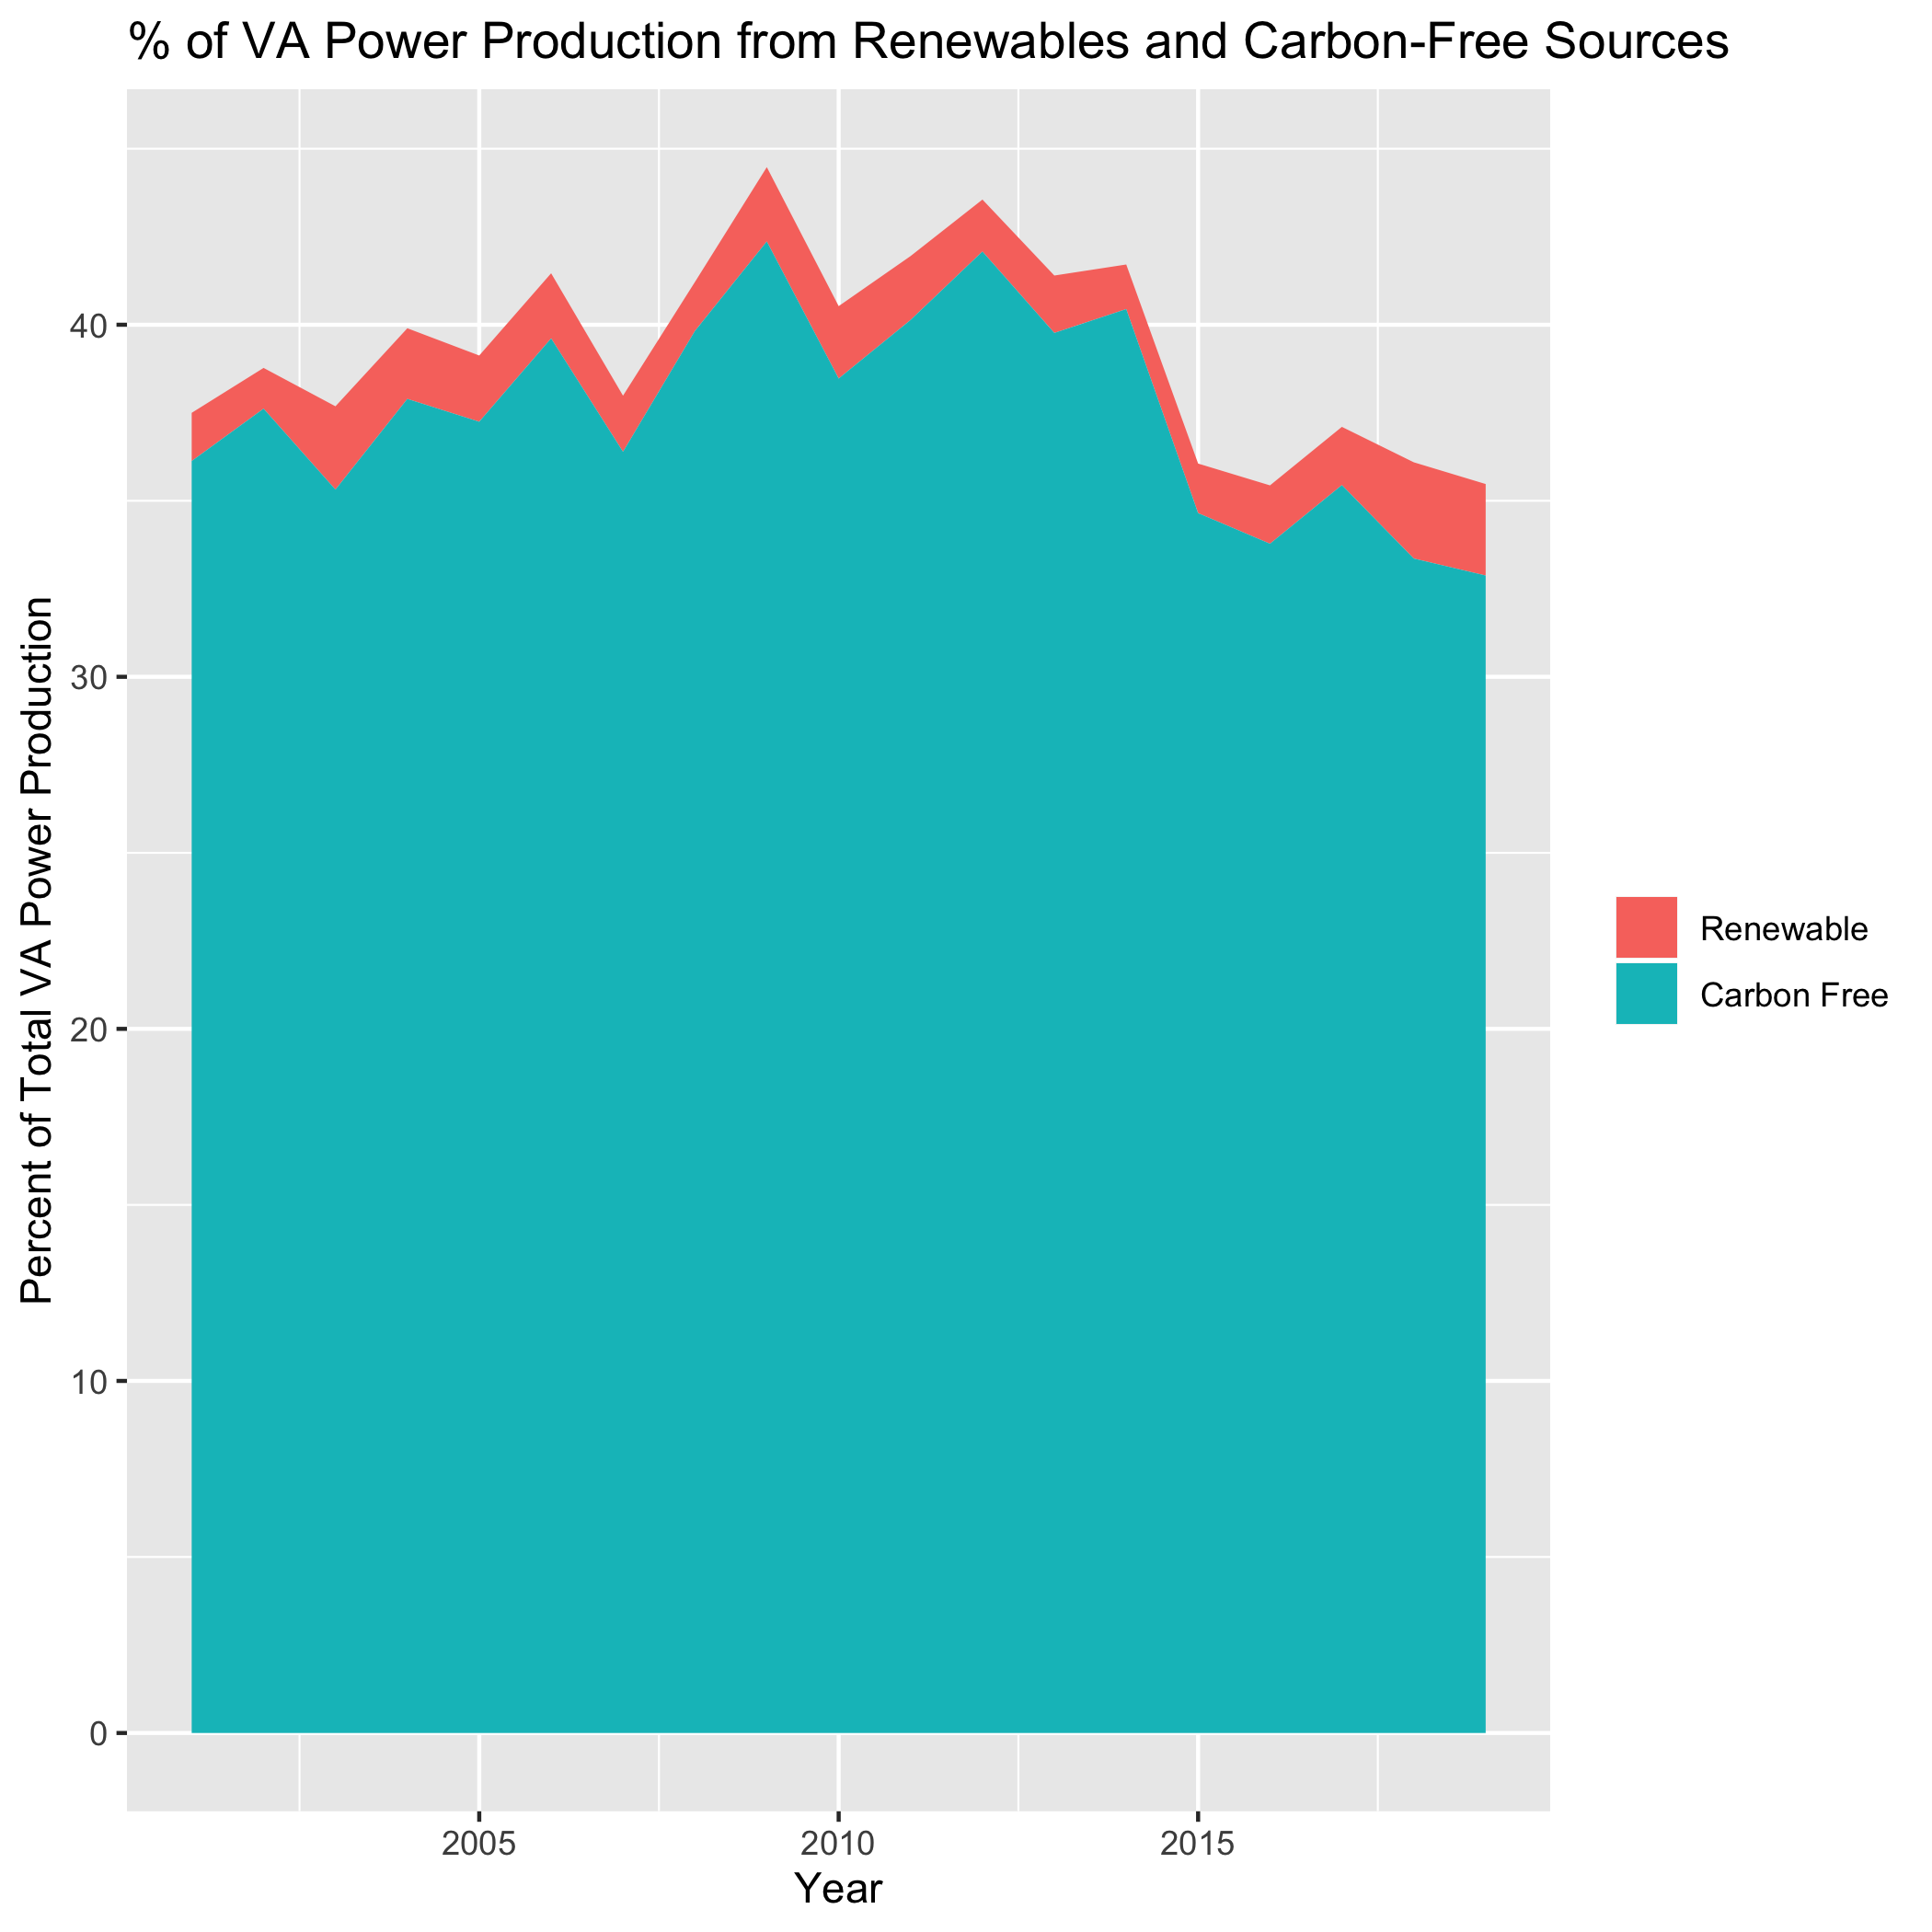 % of VA Power Production from Renewables and Carbon-Free Sources
Percent of Total VA Power Production
40
30
20
10
0
2005
2010
2015
Year
Renewable
Carbon Free